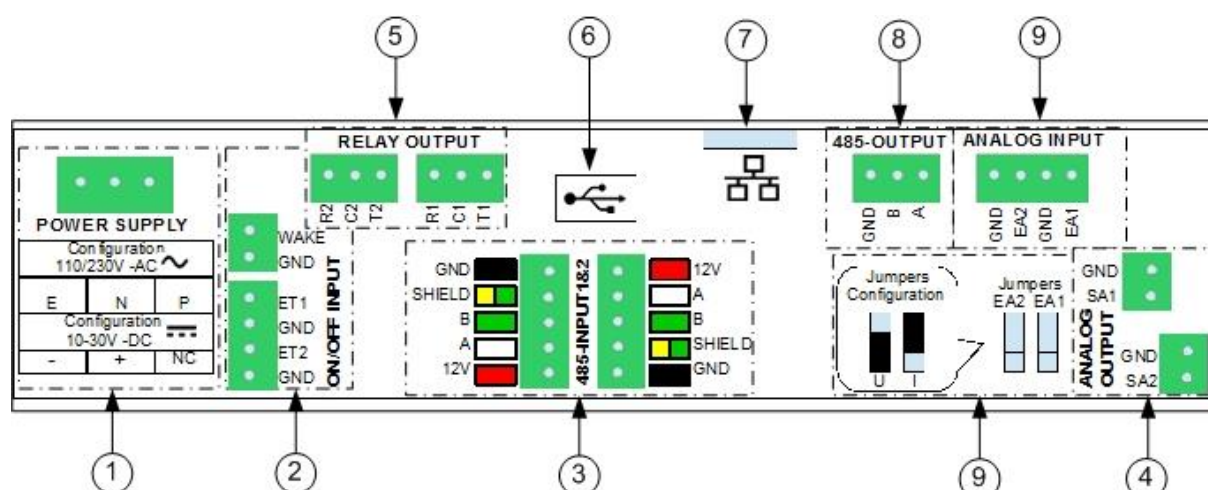 5
6
7
8
9
RELAY OUTPUT
485-OUTPUT
ANALOG INPUT
R2
C2
T2
R1
C1
T1
GND
B
A
GND
EA2
GND
EA1
POWER SUPPLY
Configuration
110/230V -AC
E N P
Configuration
10-30V -DC
- + NC
WAKE
GND
ET1
GND
ET2
GND
ON/OFF INPUT
GND
SHIELD
B
A
12V
485-INPUT 1&2
12V
A
B
SHIELD
GND
Jumpers
Configuration
U I
Jumpers
EA2 EA1
GND
SA1
ANALOG
OUTPUT
GND
SA2
1
2
3
9
4